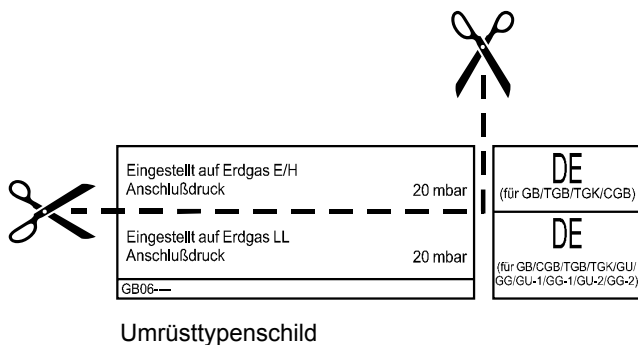 Eingestellt auf Erdgas E/H
Anschlußdruck 20 mbar
Eingestellt auf Erdgas LL
Anschlußdruck 20 mbar
GB06-—
DE
(für GB/TGB/TGK/CGB)
DE
(für GB/CGB/TGB/TGK/GU/
GG/GU-1/GG-1/GU-2/GG-2)
Umrüsttypenschild